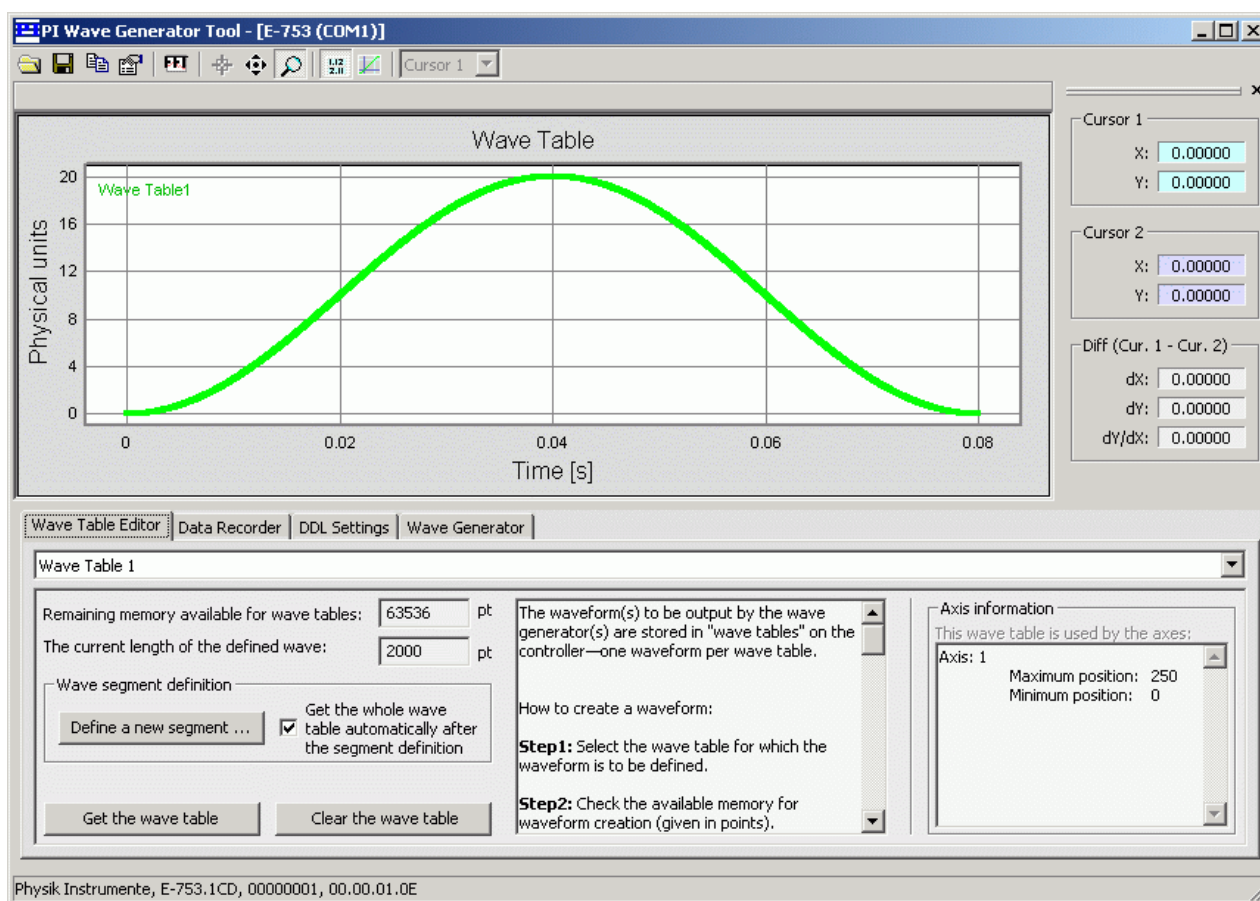 PI Wave Generator Tool - [E-753 (COM1)]
FFT
Cursor 1
Wave Table
Wave Table1
Physical units
20
16
12
8
4
0
0
0.02
0.04
0.06
0.08
Time [s]
Cursor 1
X: 0.00000
Y: 0.00000
Cursor 2
X: 0.00000
Y: 0.00000
Diff (Cur. 1 - Cur. 2)
dX: 0.00000
dY: 0.00000
dY/dX: 0.00000
Wave Table Editor
Data Recorder
DDL Settings
Wave Generator
Wave Table 1
Remaining memory available for wave tables: 63536 pt
The current length of the defined wave: 2000 pt
Wave segment definition
Define a new segment ...
Get the whole wave
table automatically after
the segment definition
Get the wave table
Clear the wave table
The waveform(s) to be output by the wave
generator(s) are stored in "wave tables" on the
controller—one waveform per wave table.
How to create a waveform:
Step1: Select the wave table for which the
waveform is to be defined.
Step2: Check the available memory for
waveform creation (given in points).
Axis information
This wave table is used by the axes:
Axis: 1
Maximum position: 250
Minimum position: 0
Physik Instrumente, E-753.1CD, 00000001, 00.00.01.0E